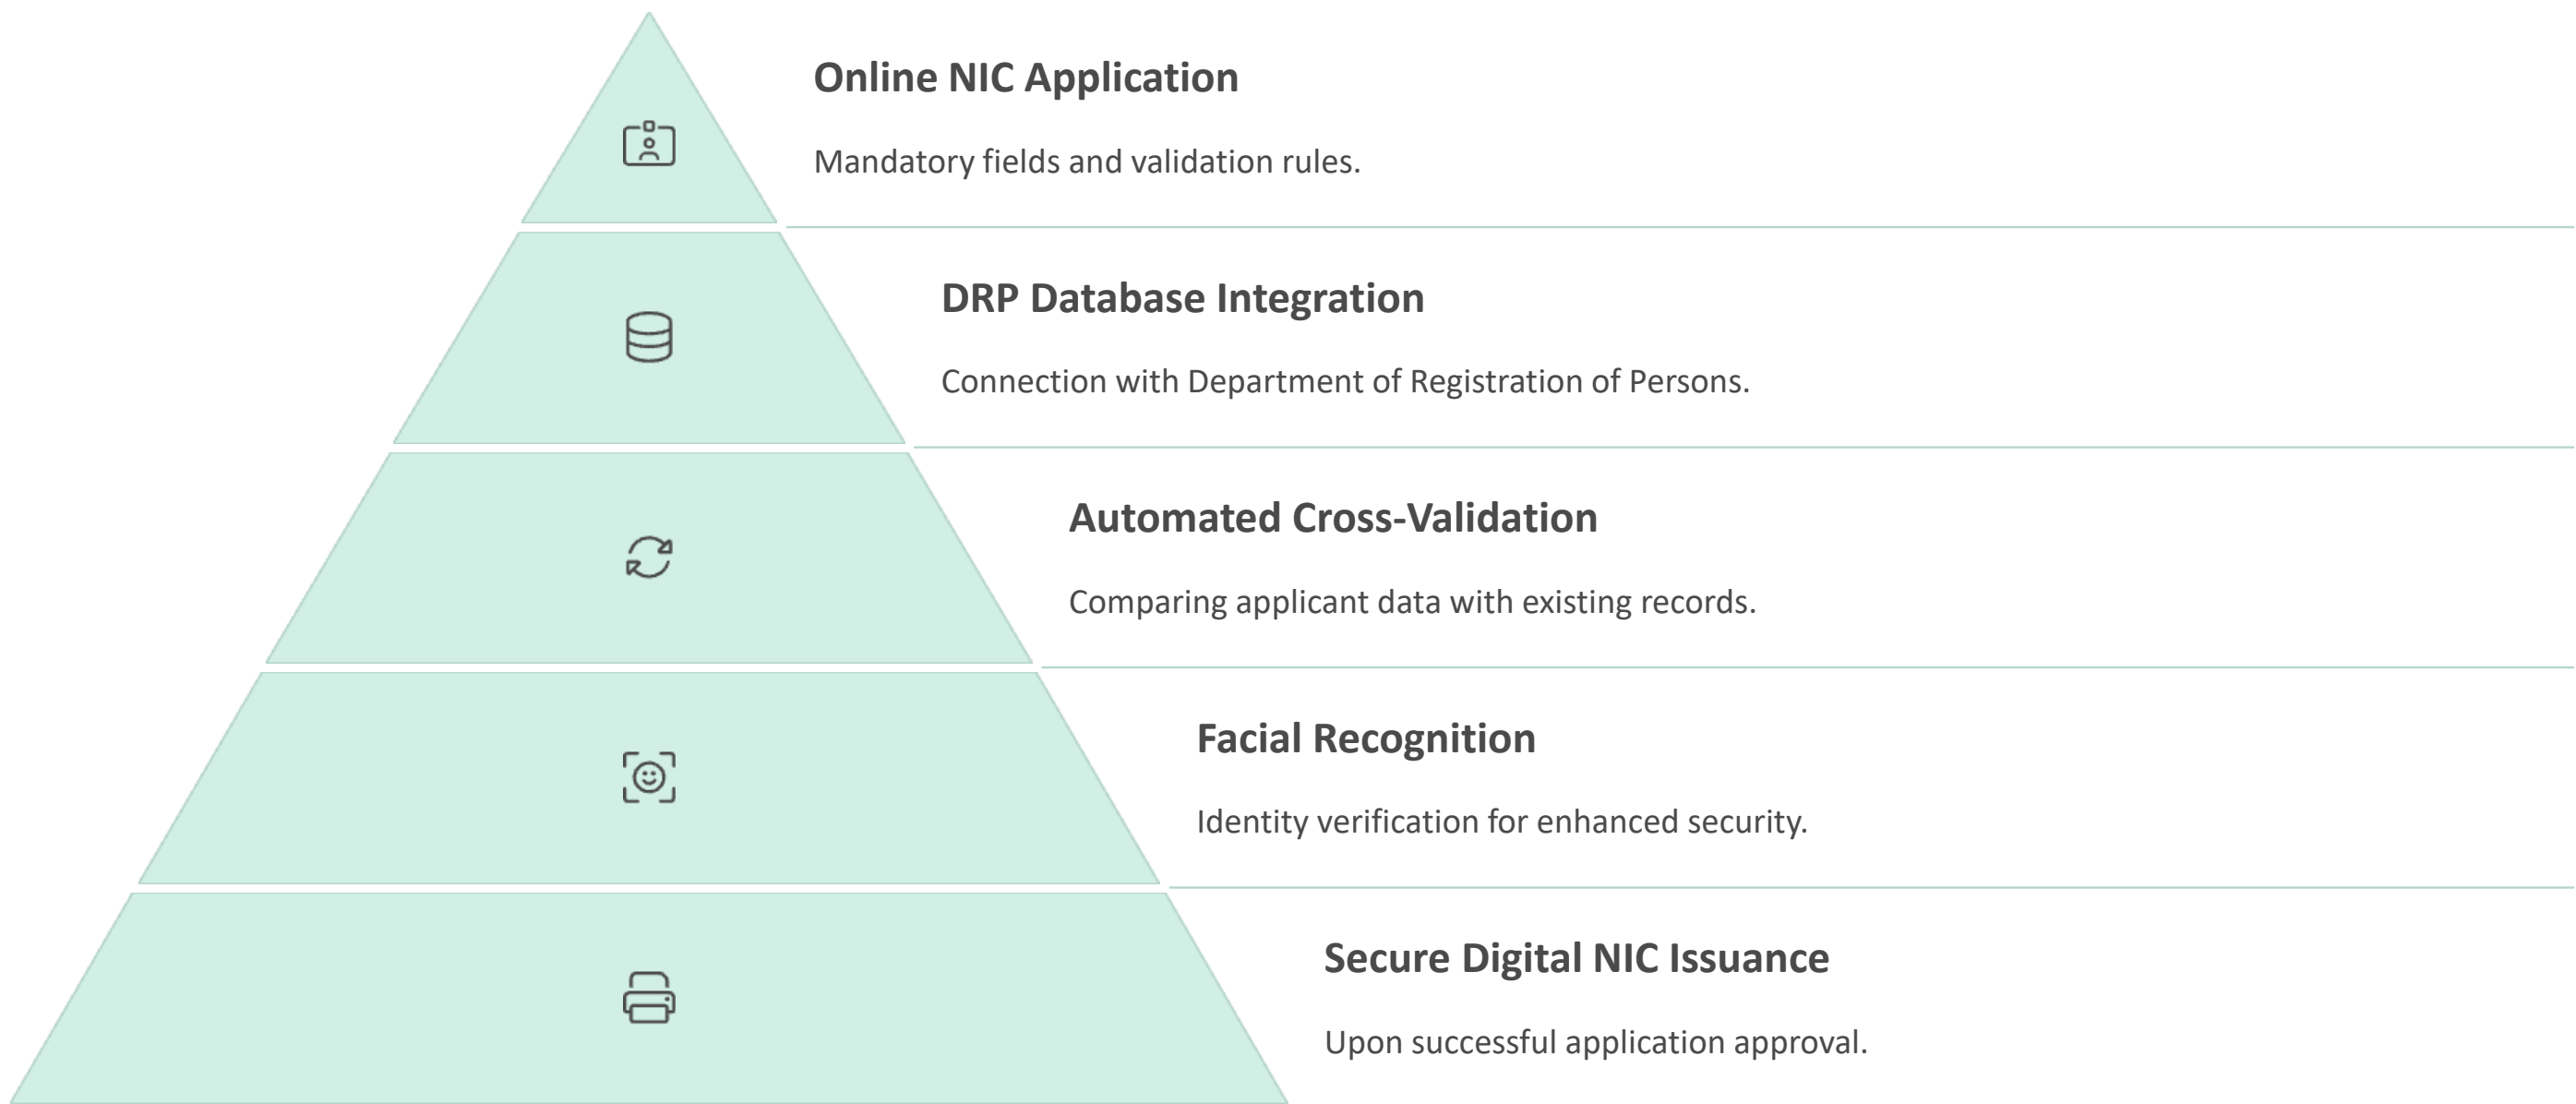 Online NIC Application
Mandatory fields and validation rules.
DRP Database Integration
Connection with Department of Registration of Persons.
Automated Cross-Validation
Comparing applicant data with existing records.
Facial Recognition
Identity verification for enhanced security.
Secure Digital NIC Issuance
Upon successful application approval.